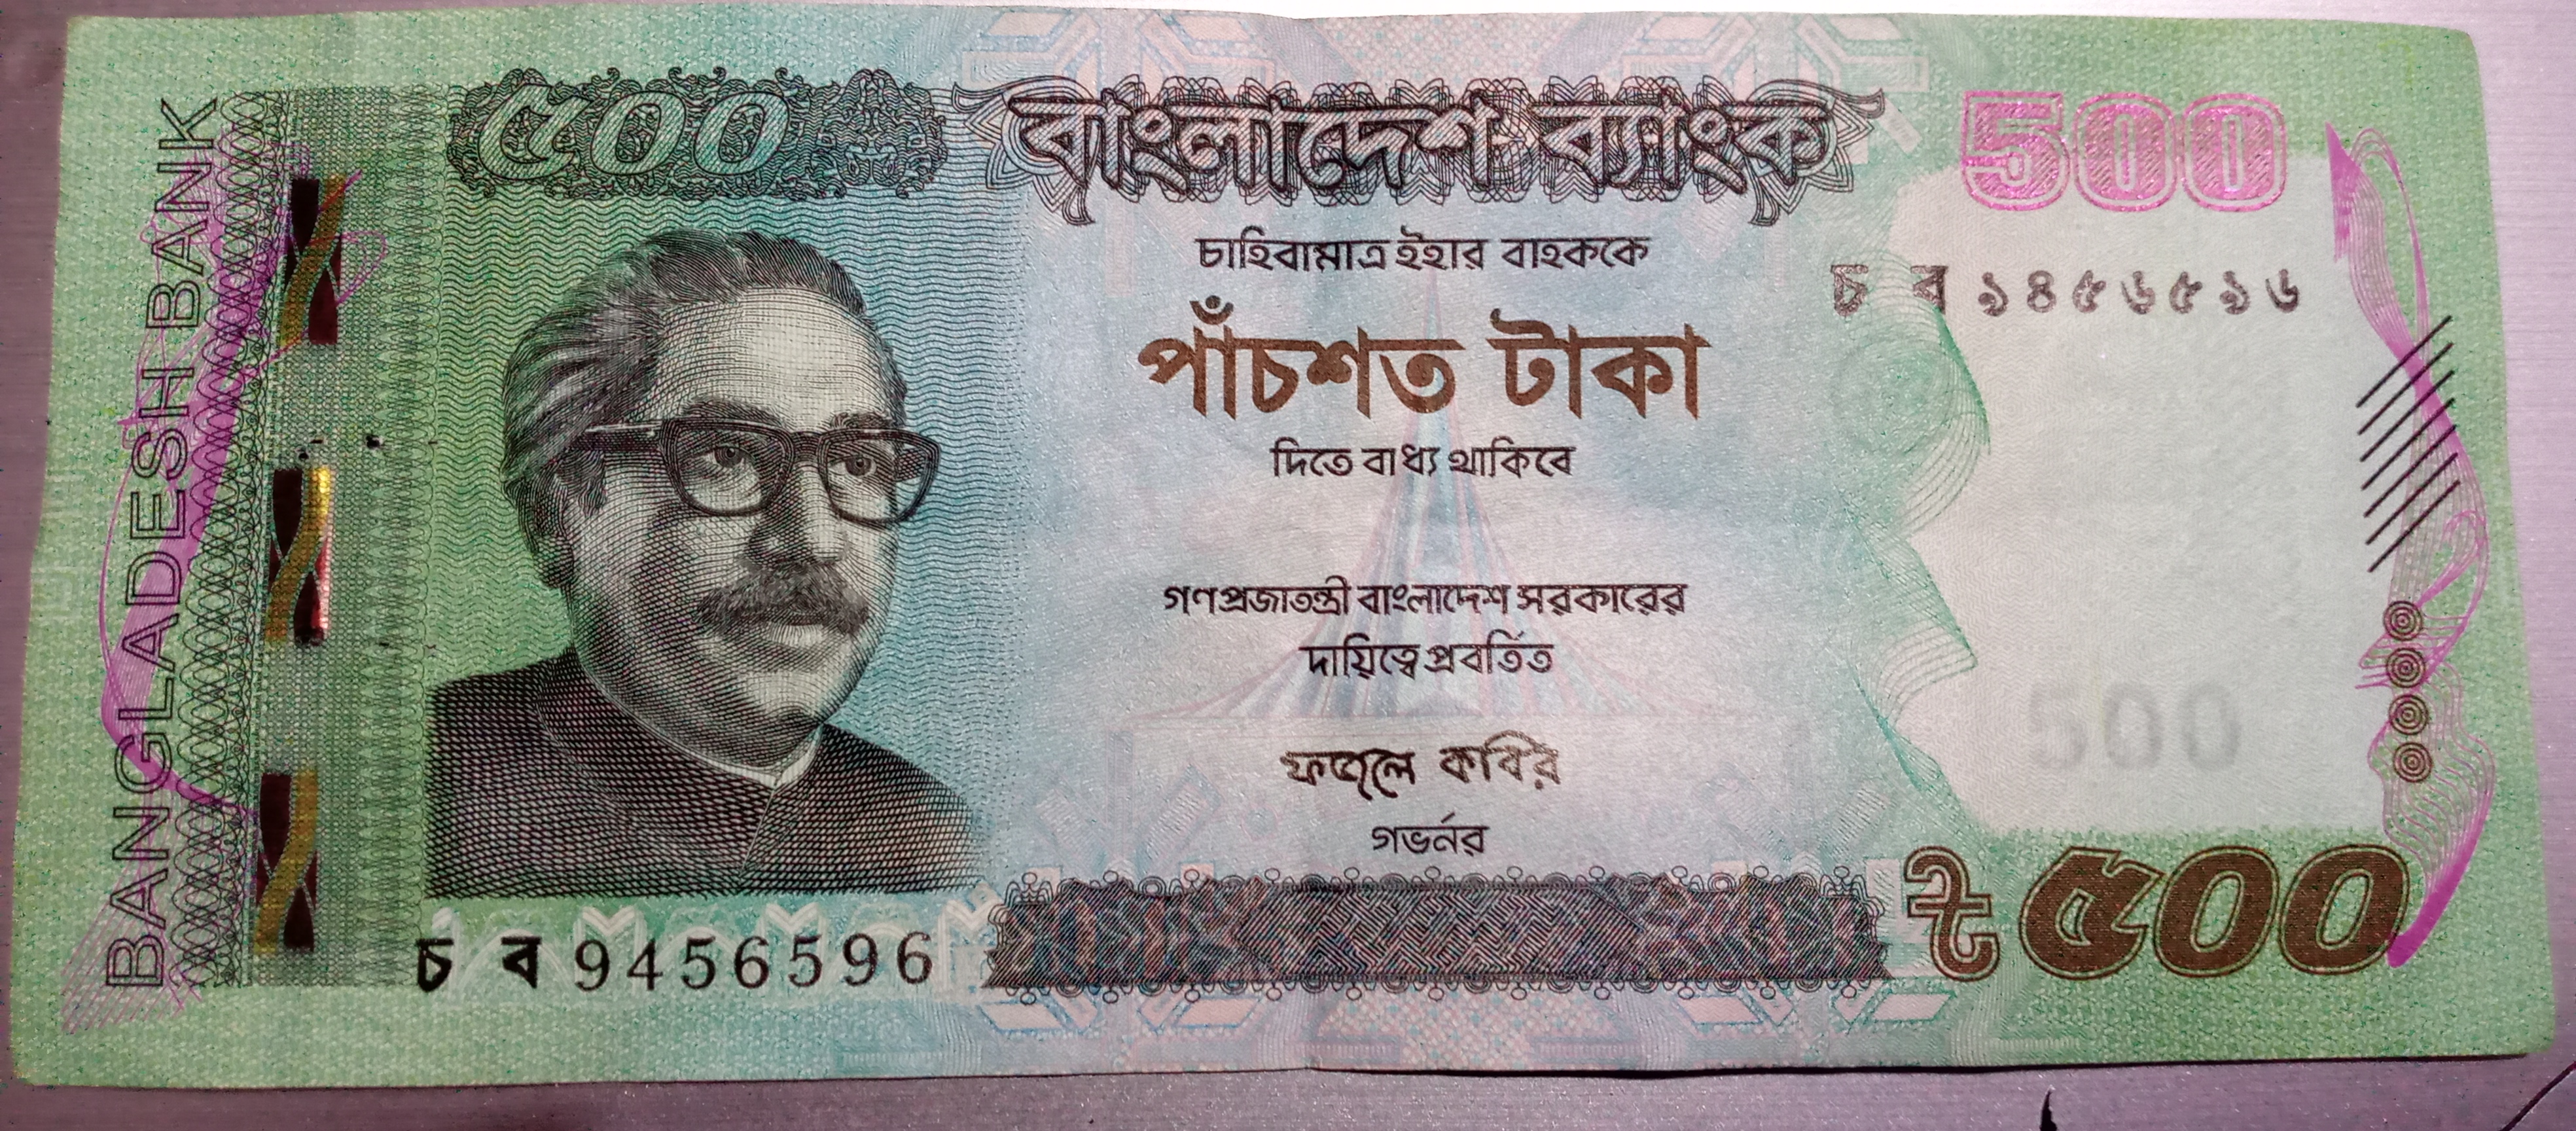 BANGLADESH BANK
৫০০
বাংলাদেশ ব্যাংক
500
চাহিবামাত্র ইহার বাহককে
চ ব ৯৪৫৬৫৯৬
পাঁচশত টাকা
দিতে বাধ্য থাকিবে
গণপ্রজাতন্ত্রী বাংলাদেশ সরকারের
দায়িত্বে প্রবর্তিত
500
ফজলে কবির
গভর্নর
চ ব 9456596
৳ ৫০০